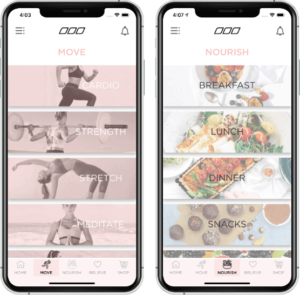 4:03
MOVE
CARDIO
STRENGTH
STRETCH
MEDITATE
HOME
MOVE
NOURISH
BELIEVE
SHOP
4:07
NOURISH
BREAKFAST
LUNCH
DINNER
SNACKS
HOME
MOVE
NOURISH
BELIEVE
SHOP